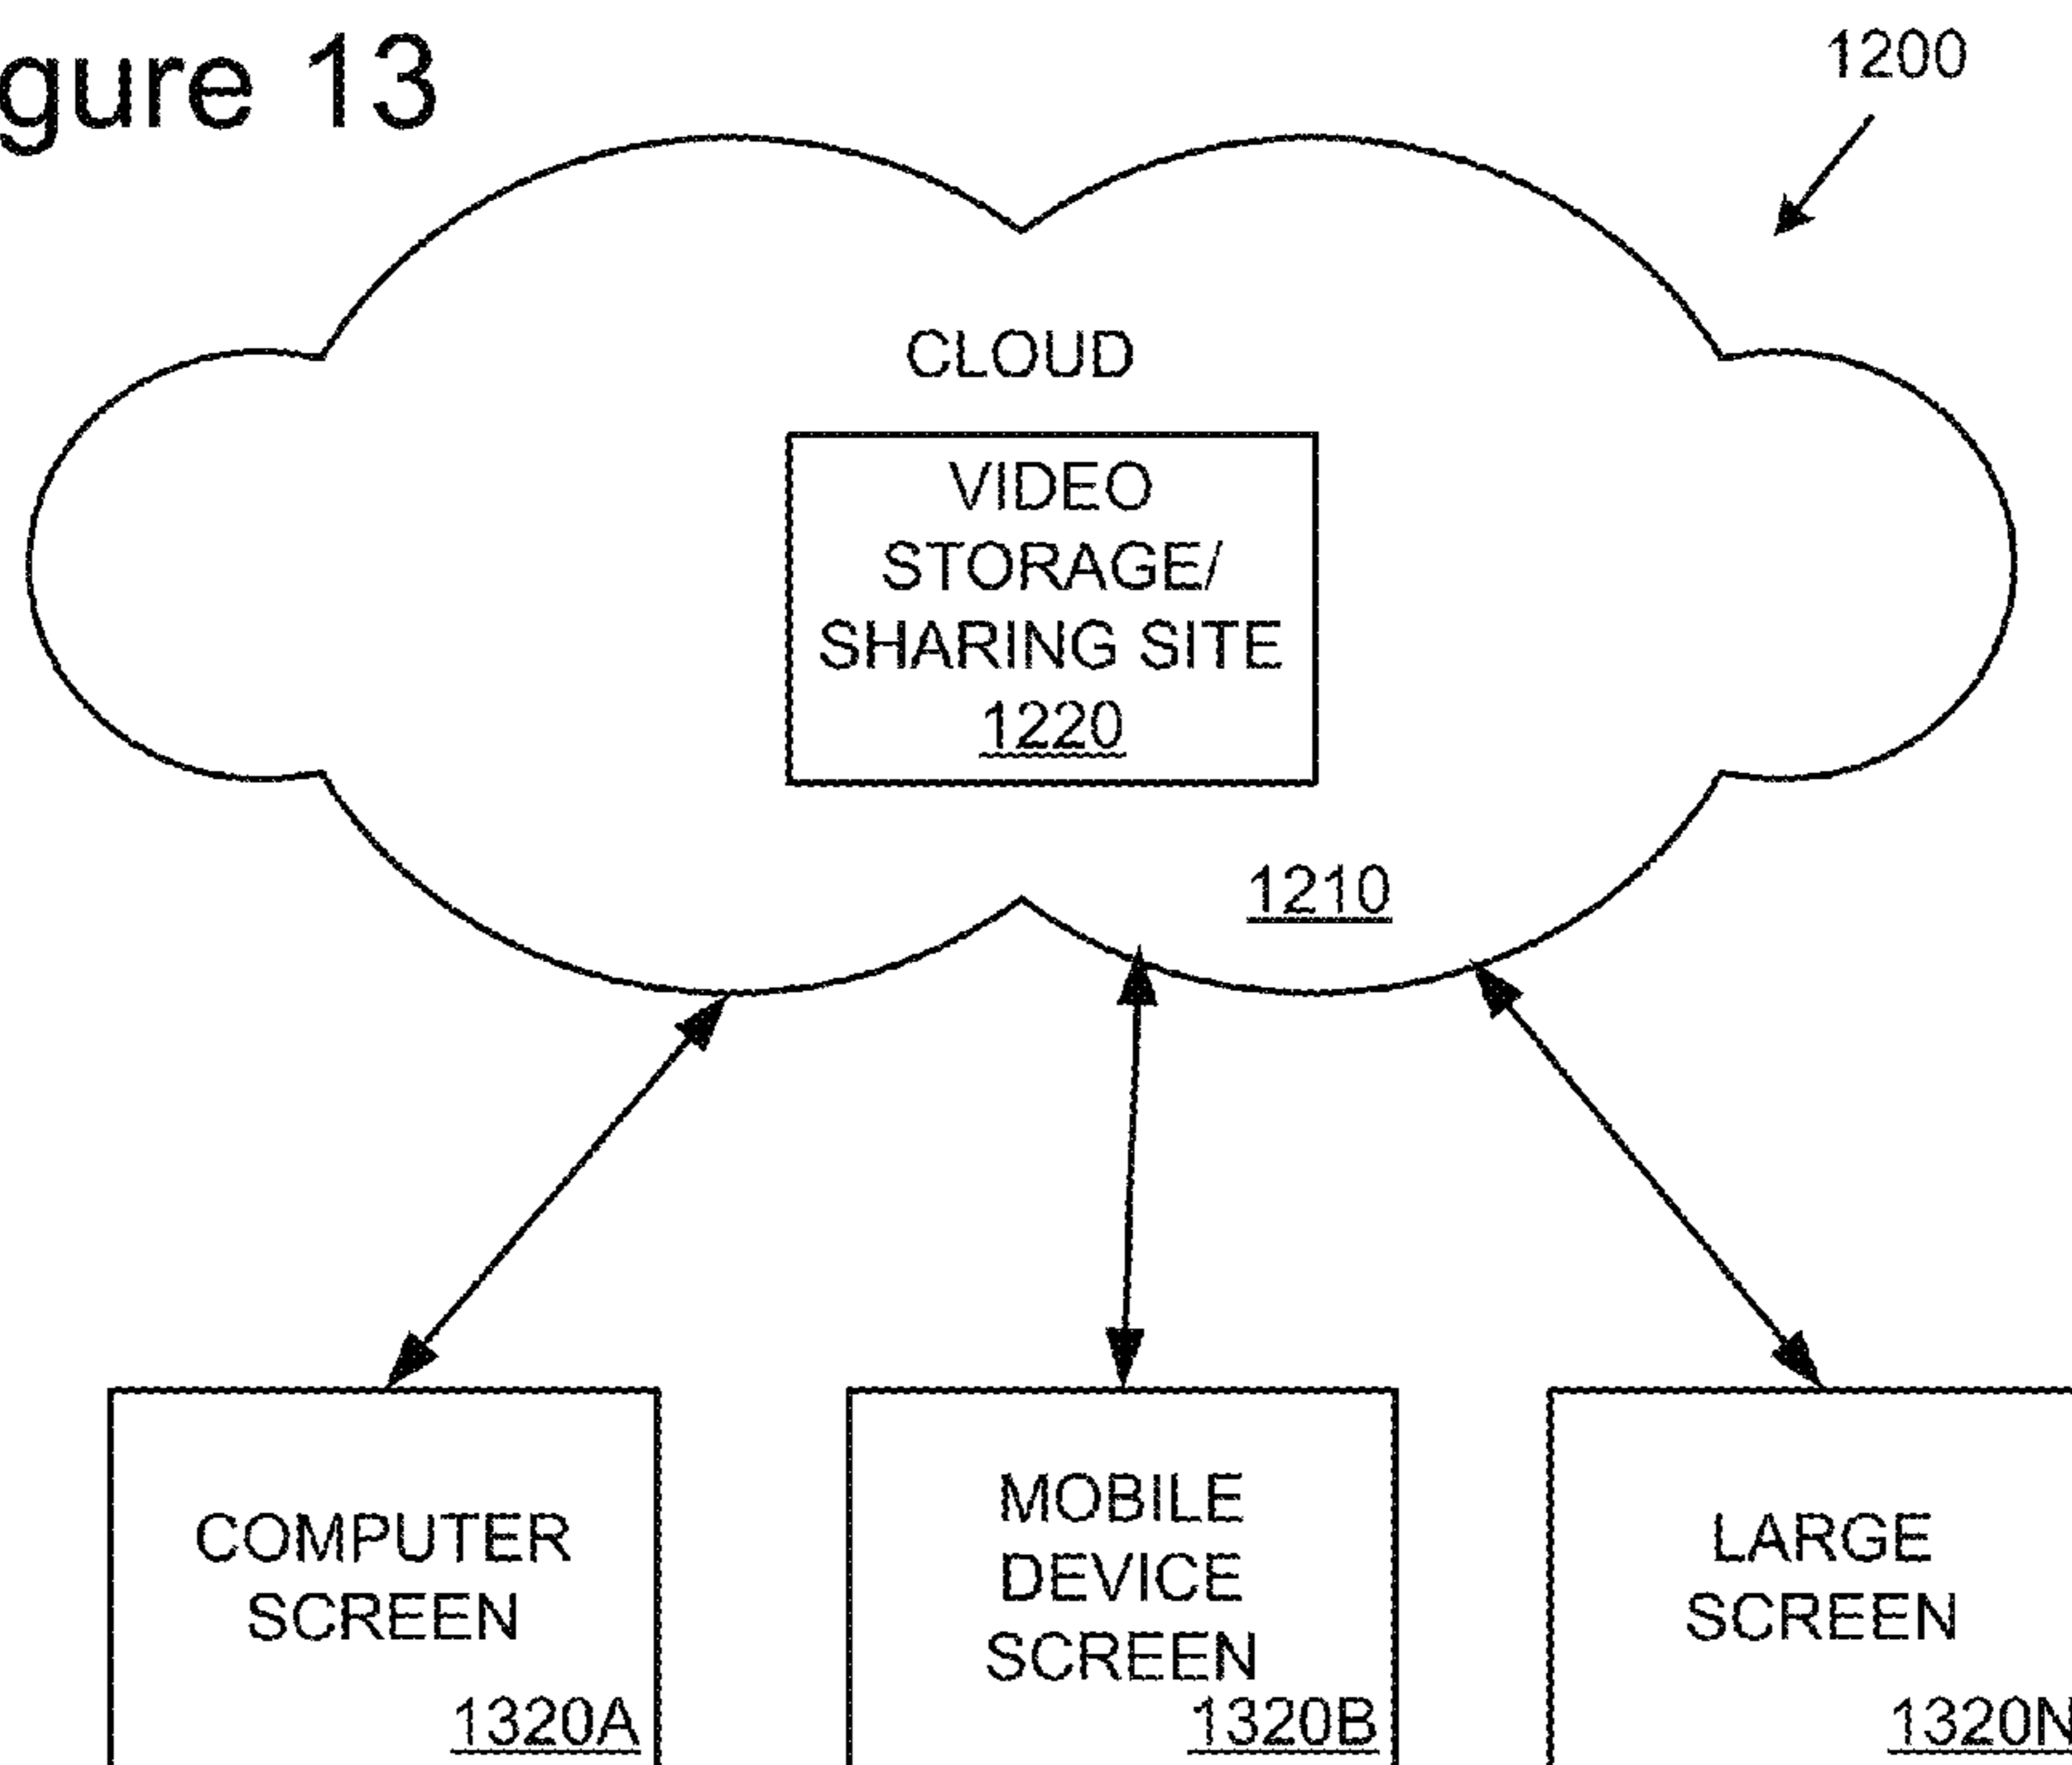 gure 13
1200
CLOUD
VIDEO
STORAGE/
SHARING SITE
1220
1210
COMPUTER
SCREEN
1320A
MOBILE
DEVICE
SCREEN
1320B
LARGE
SCREEN
1320N